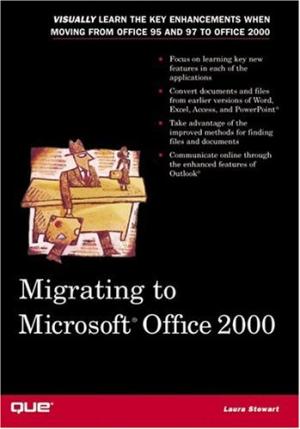 VISUALLY LEARN THE KEY ENHANCEMENTS WHEN
MOVING FROM OFFICE 95 AND 97 TO OFFICE 2000
Focus on learning key new
features in each of the
applications
Convert documents and files
from earlier versions of Word,
Excel, Access, and PowerPoint®
Take advantage of the
improved methods for finding
files and documents
Communicate online through
the enhanced features of
Outlook®
Migrating to
Microsoft® Office 2000
que®
Laura Stewart